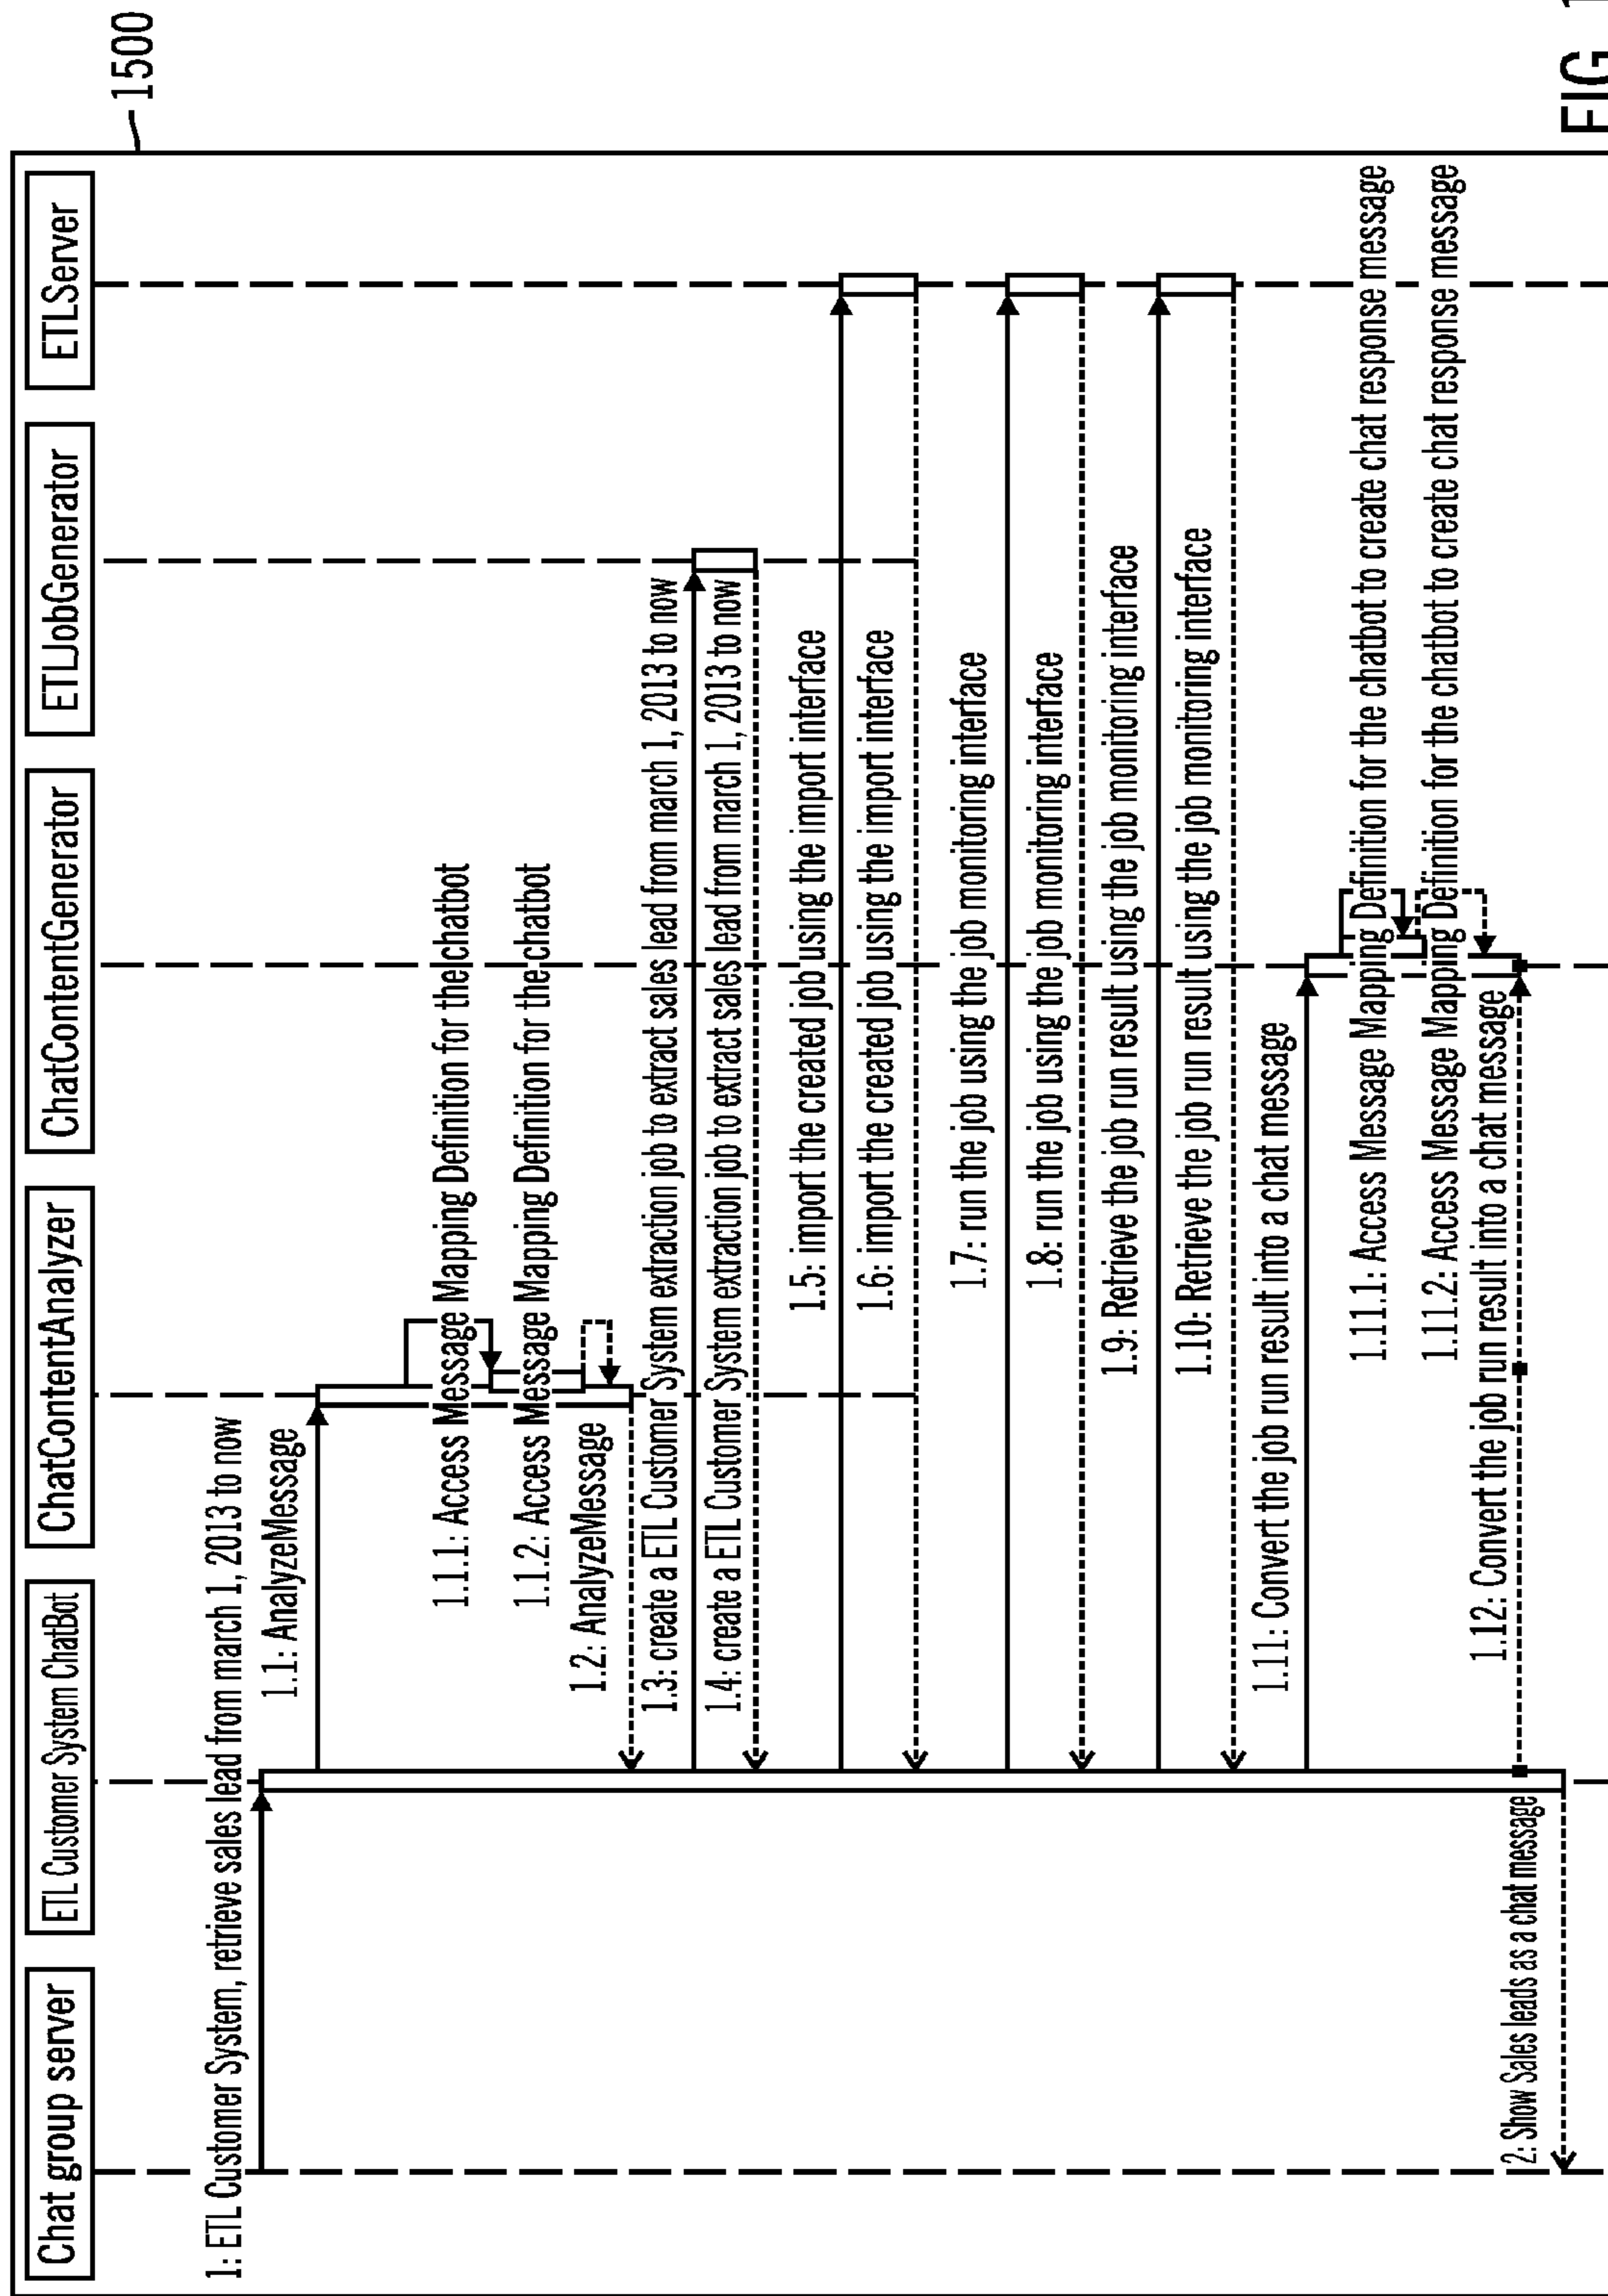 1500
Chat group server
ETL Customer System ChatBot
ChatContentAnalyzer
ChatContentGenerator
ETLJobGenerator
ETLServer
1: ETL Customer System, retrieve sales lead from march 1, 2013 to now
1.1: AnalyzeMessage
1.1.1: Access Message Mapping Definition for the chatbot
1.1.2: Access Message Mapping Definition for the chatbot
1.2: AnalyzeMessage
1.3: create a ETL Customer System extraction job to extract sales lead from march 1, 2013 to now
1.4: create a ETL Customer System extraction job to extract sales lead from march 1, 2013 to now
1.5: import the created job using the import interface
1.6: import the created job using the import interface
1.7: run the job using the job monitoring interface
1.8: run the job using the job monitoring interface
1.9: Retrieve the job run result using the job monitoring interface
1.10: Retrieve the job run result using the job monitoring interface
1.11: Convert the job run result into a chat message
1.11.1: Access Message Mapping Definition for the chatbot to create chat response message
1.11.2: Access Message Mapping Definition for the chatbot to create chat response message
1.12: Convert the job run result into a chat message
2: Show Sales leads as a chat message
FIG.